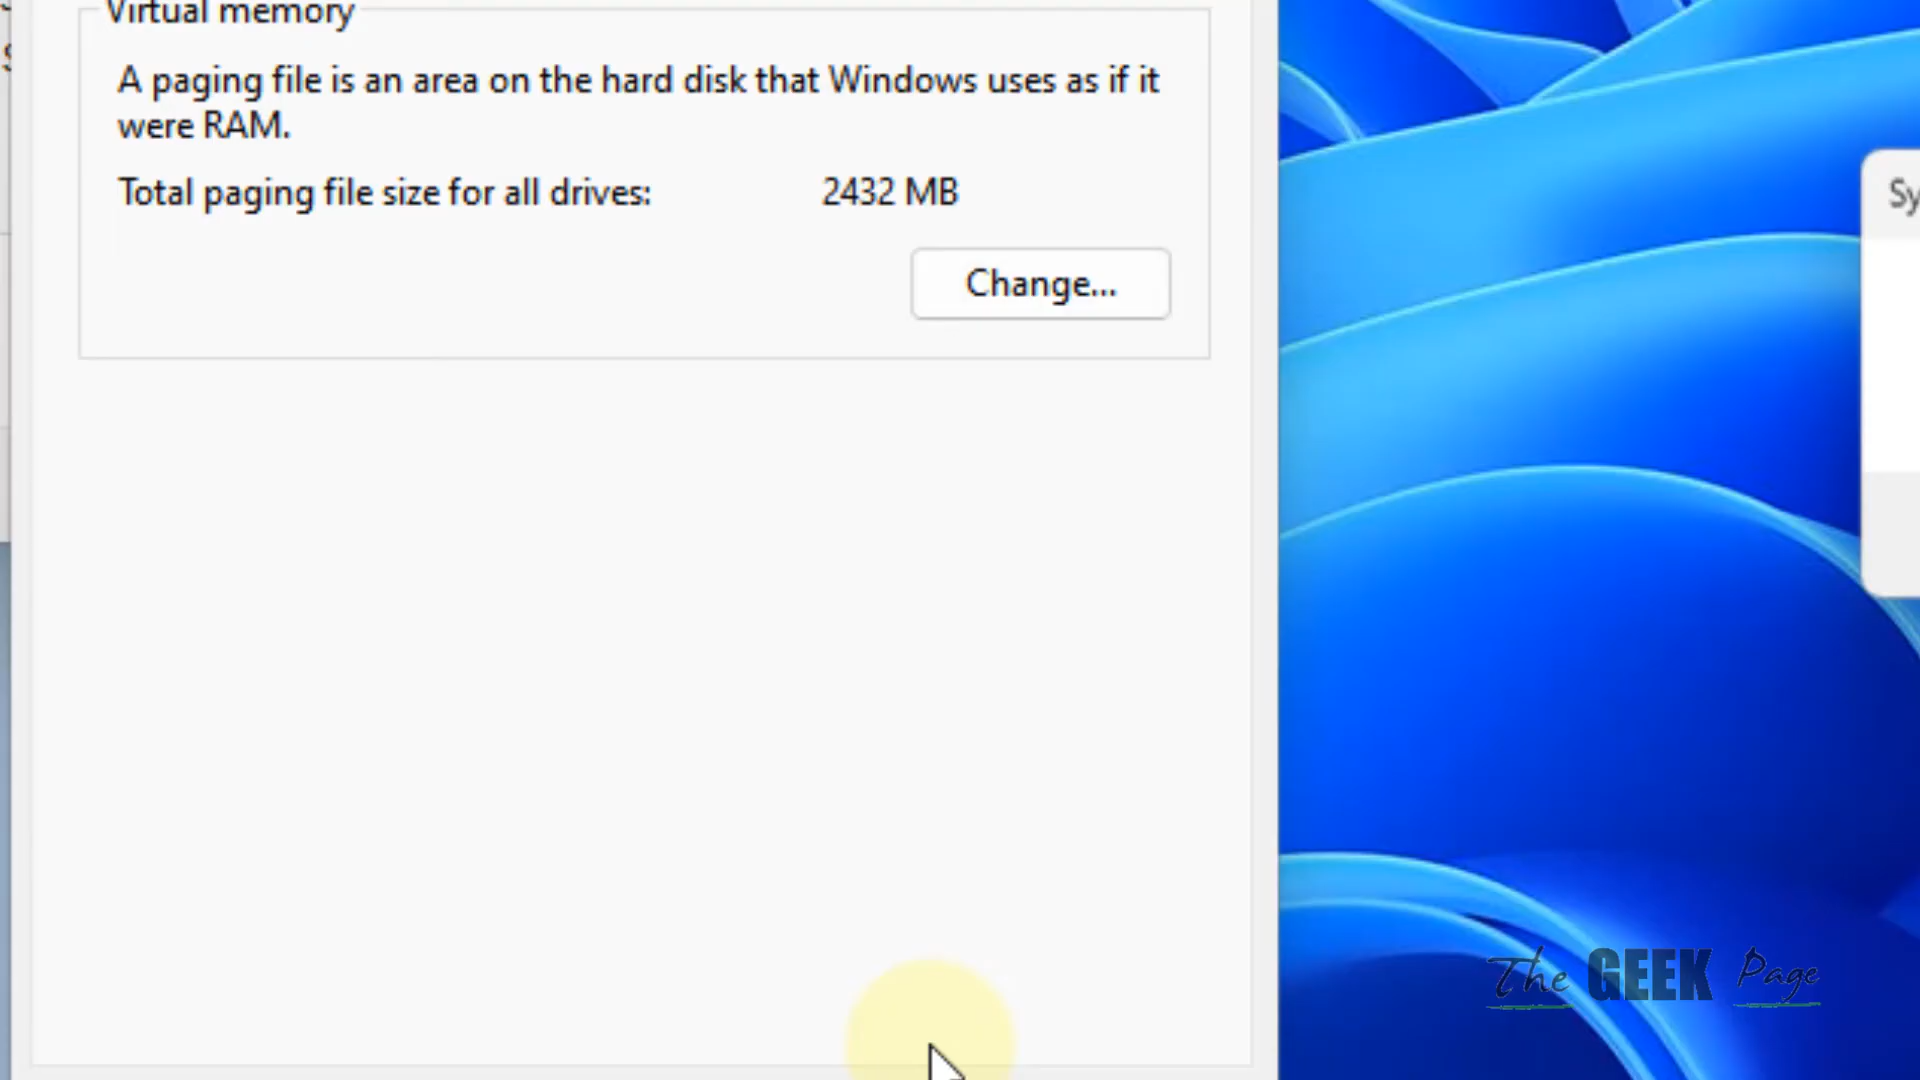 Virtual memory
A paging file is an area on the hard disk that Windows uses as if it
were RAM.
Total paging file size for all drives: 2432 MB
Change...
Sy
The GEEK Page